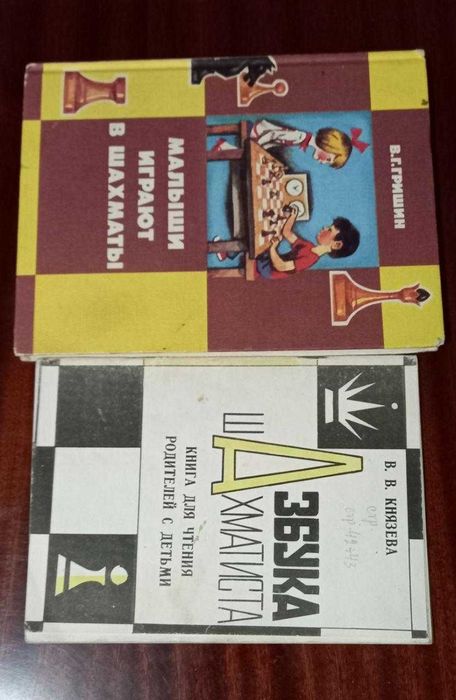 В.Г.ГРИШИН
МАЛЫШИ
ИГРАЮТ
В ШАХМАТЫ
В. В. КНЯЗЕВА
АЗБУКА
ШАХМАТИСТА
КНИГА ДЛЯ ЧТЕНИЯ
РОДИТЕЛЕЙ С ДЕТЬМИ